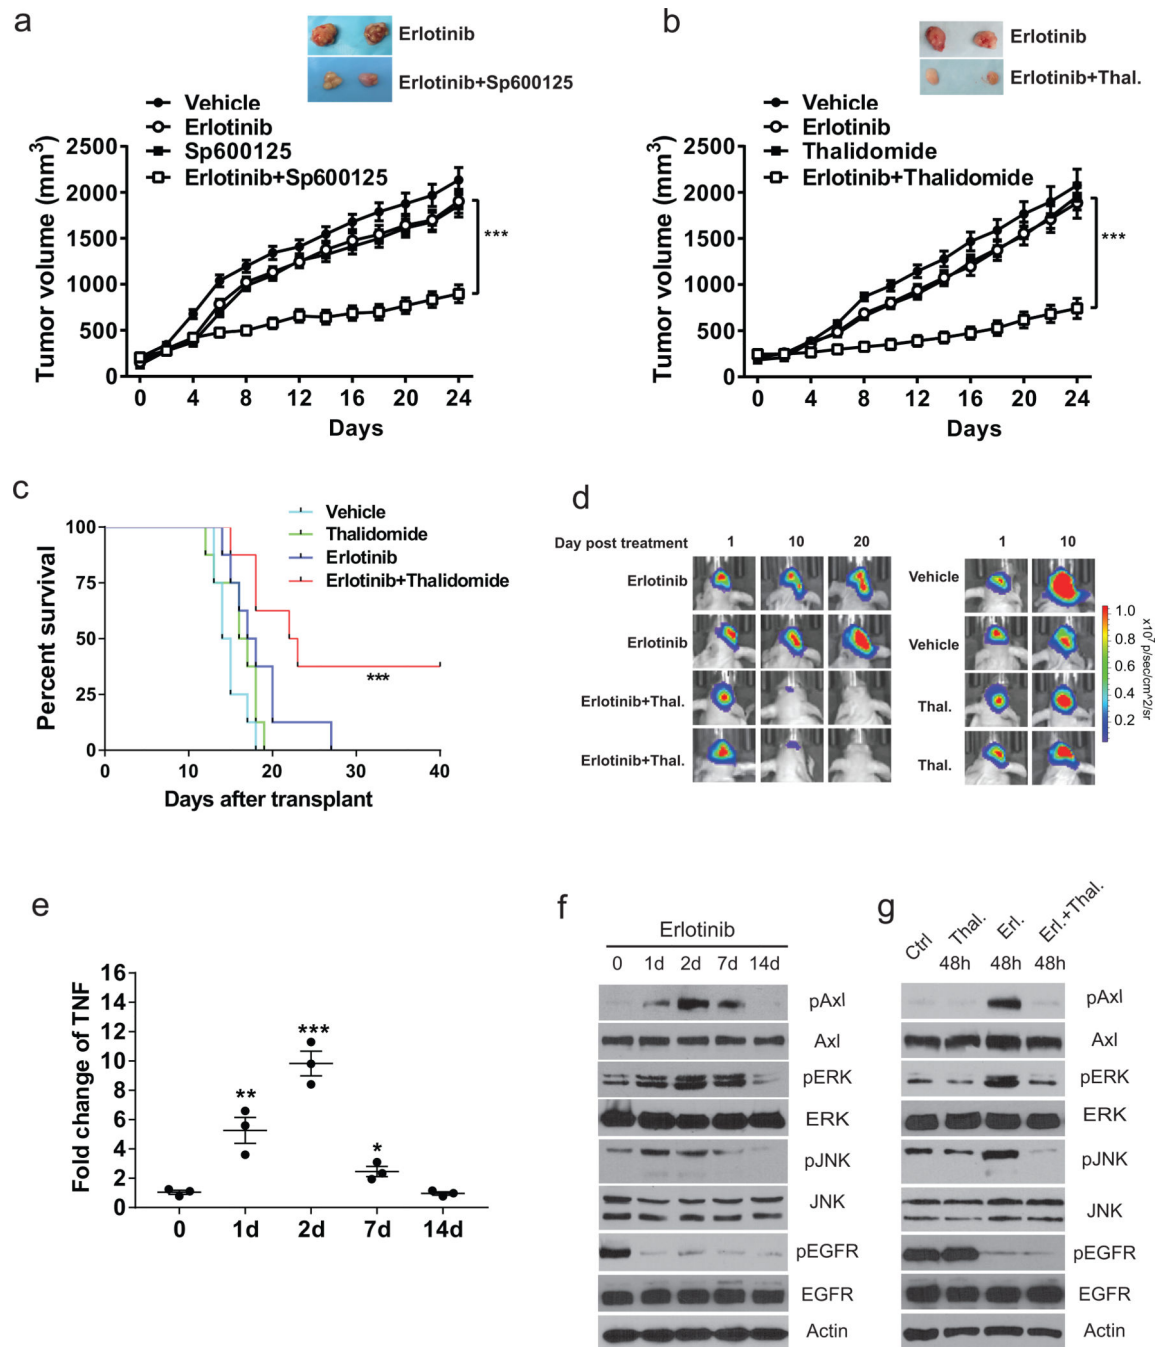 a
Erlotinib
Erlotinib+Sp600125
Vehicle
Erlotinib
Sp600125
Erlotinib+Sp600125
Tumor volume (mm³)
2500
2000
1500
1000
500
0
***
0 4 8 12 16 20 24
Days
b
Erlotinib
Erlotinib+Thal.
Vehicle
Erlotinib
Thalidomide
Erlotinib+Thalidomide
Tumor volume (mm³)
2500
2000
1500
1000
500
0
***
0 4 8 12 16 20 24
Days
c
Vehicle
Thalidomide
Erlotinib
Erlotinib+Thalidomide
Percent survival
100
75
50
25
0
***
0 10 20 30 40
Days after transplant
d
Day post treatment 1 10 20
Erlotinib
Erlotinib
Erlotinib+Thal.
Erlotinib+Thal.
1 10
Vehicle
Vehicle
Thal.
Thal.
1.0
0.8
0.6
0.4
0.2
x10⁷ p/sec/cm^2/sr
e
Fold change of TNF
16
14
12
10
8
6
4
2
0
**
***
*
0 1d 2d 7d 14d
f
Erlotinib
0 1d 2d 7d 14d
pAxl
Axl
pERK
ERK
pJNK
JNK
pEGFR
EGFR
Actin
g
Ctrl Thal. Erl. Erl.+Thal.
48h 48h 48h
pAxl
Axl
pERK
ERK
pJNK
JNK
pEGFR
EGFR
Actin